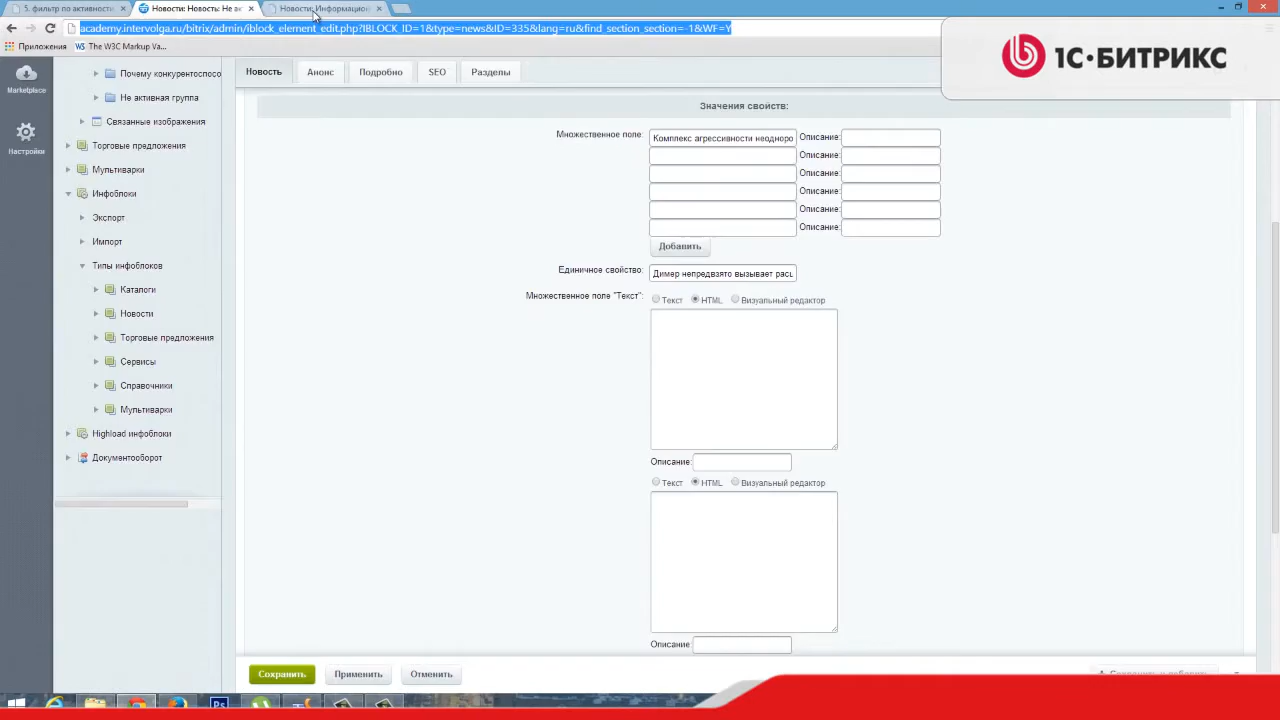 5. фильтр по активности
Новости: Новость: Не ак
Новости: Информацио
academy.intervolga.ru/bitrix/admin/iblock_element_edit.php?IBLOCK_ID=1&type=news&ID=335&lang=ru&find_section_section=-1&WF=Y
Приложения
The W3C Markup Va...
1С·БИТРИКС
Marketplace
Настройки
Почему конкурентоспосо
Не активная группа
Связанные изображения
Торговые предложения
Мультиварки
Инфоблоки
Экспорт
Импорт
Типы инфоблоков
Каталоги
Новости
Торговые предложения
Сервисы
Справочники
Мультиварки
Highload инфоблоки
Документооборот
Новость Анонс Подробно SEO Разделы
Значения свойств:
Множественное поле: Комплекс агрессивности неодноро Описание:
Описание:
Описание:
Описание:
Описание:
Описание:
Добавить
Единичное свойство: Димер непредвзято вызывает расц
Множественное поле "Текст": Текст HTML Визуальный редактор
Описание:
Текст HTML Визуальный редактор
Описание:
Сохранить Применить Отменить